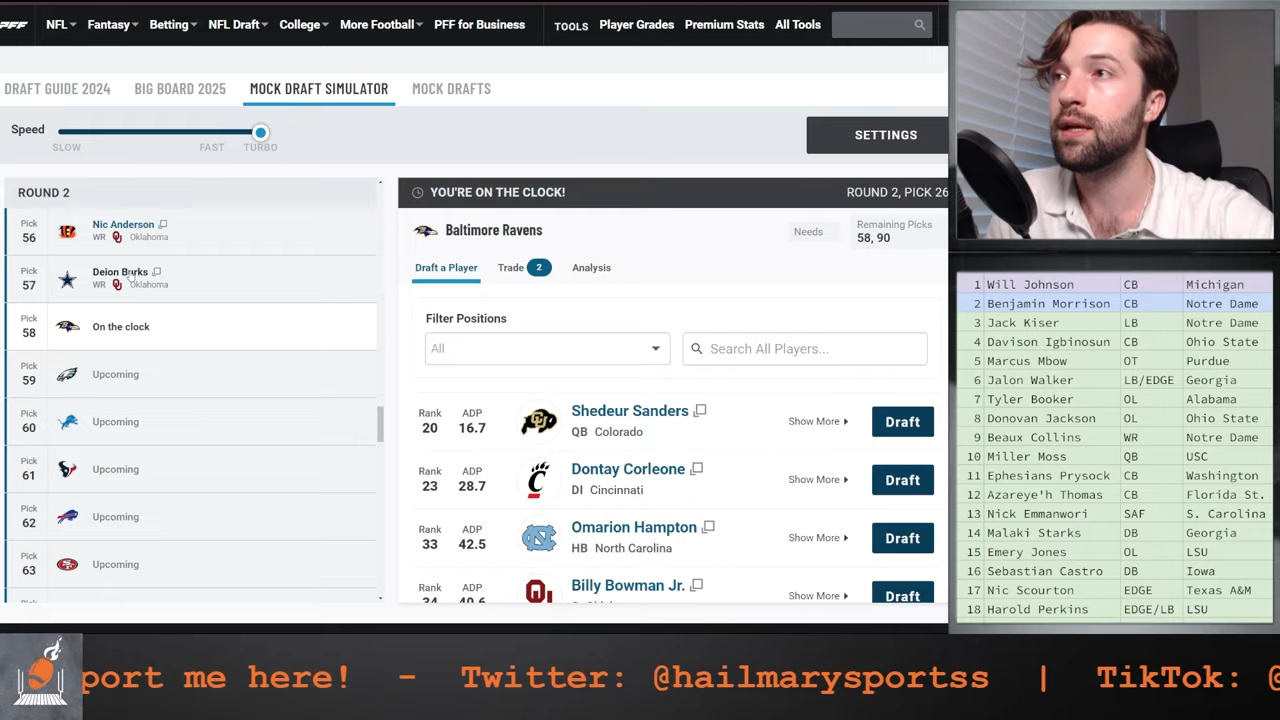 PFF NFL Fantasy Betting NFL Draft College More Football PFF for Business TOOLS Player Grades Premium Stats All Tools
DRAFT GUIDE 2024 BIG BOARD 2025 MOCK DRAFT SIMULATOR MOCK DRAFTS
Speed
SLOW FAST TURBO
SETTINGS
ROUND 2
Pick 56
Nic Anderson
WR Oklahoma
Pick 57
Deion Burks
WR Oklahoma
Pick 58
On the clock
Pick 59
Upcoming
Pick 60
Upcoming
Pick 61
Upcoming
Pick 62
Upcoming
Pick 63
Upcoming
YOU'RE ON THE CLOCK! ROUND 2, PICK 26
Baltimore Ravens
Needs
Remaining Picks
58, 90
Draft a Player Trade 2 Analysis
Filter Positions
All
Search All Players...
Rank 20 ADP 16.7
Shedeur Sanders
QB Colorado
Show More Draft
Rank 23 ADP 28.7
Dontay Corleone
DI Cincinnati
Show More Draft
Rank 33 ADP 42.5
Omarion Hampton
HB North Carolina
Show More Draft
Rank ADP
Billy Bowman Jr.
Show More Draft
1 Will Johnson CB Michigan
2 Benjamin Morrison CB Notre Dame
3 Jack Kiser LB Notre Dame
4 Davison Igbinosun CB Ohio State
5 Marcus Mbow OT Purdue
6 Jalon Walker LB/EDGE Georgia
7 Tyler Booker OL Alabama
8 Donovan Jackson OL Ohio State
9 Beaux Collins WR Notre Dame
10 Miller Moss QB USC
11 Ephesians Prysock CB Washington
12 Azareye'h Thomas CB Florida St.
13 Nick Emmanwori SAF S. Carolina
14 Malaki Starks DB Georgia
15 Emery Jones OL LSU
16 Sebastian Castro DB Iowa
17 Nic Scourton EDGE Texas A&M
18 Harold Perkins EDGE/LB LSU
port me here! - Twitter: @hailmarysportss | TikTok: @